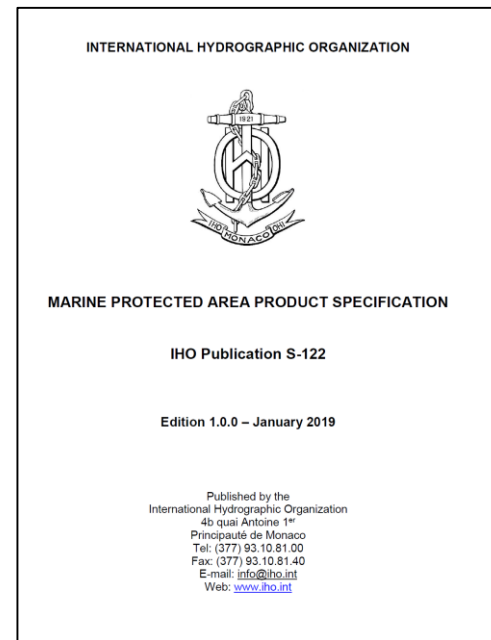 INTERNATIONAL HYDROGRAPHIC ORGANIZATION
1921
IHO MONACO OHI
MARINE PROTECTED AREA PRODUCT SPECIFICATION
IHO Publication S-122
Edition 1.0.0 – January 2019
Published by the
International Hydrographic Organization
4b quai Antoine 1er
Principauté de Monaco
Tel: (377) 93.10.81.00
Fax: (377) 93.10.81.40
E-mail: info@iho.int
Web: www.iho.int